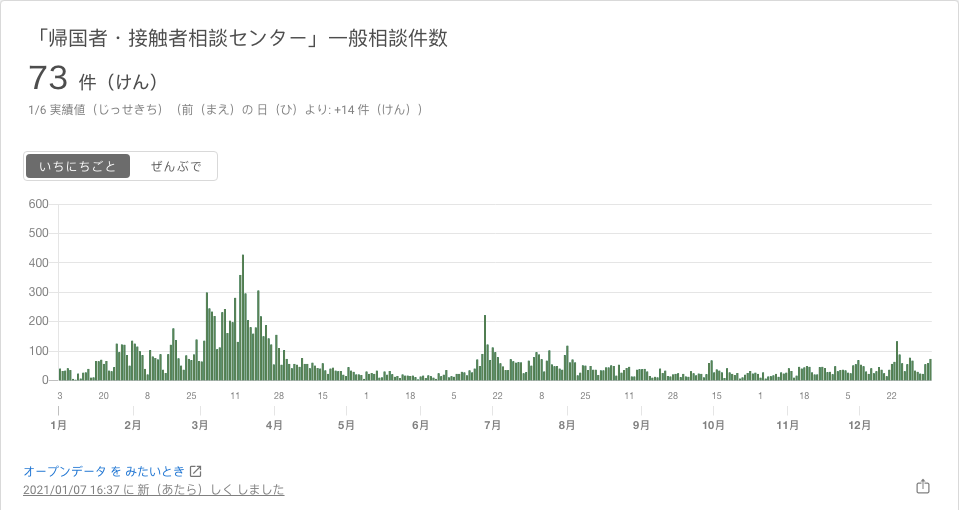 「帰国者・接触者相談センター」一般相談件数
73 件（けん）
1/6 実績値（じっせきち）（前（まえ）の 日（ひ）より: +14 件（けん））
いちにちごと ぜんぶで
600
500
400
300
200
100
0
3 20 8 25 11 28 15 1 18 5 22 8 25 11 28 15 1 18 5 22
1月 2月 3月 4月 5月 6月 7月 8月 9月 10月 11月 12月
オープンデータ を みたいとき
2021/01/07 16:37 に 新（あたら）しく しました